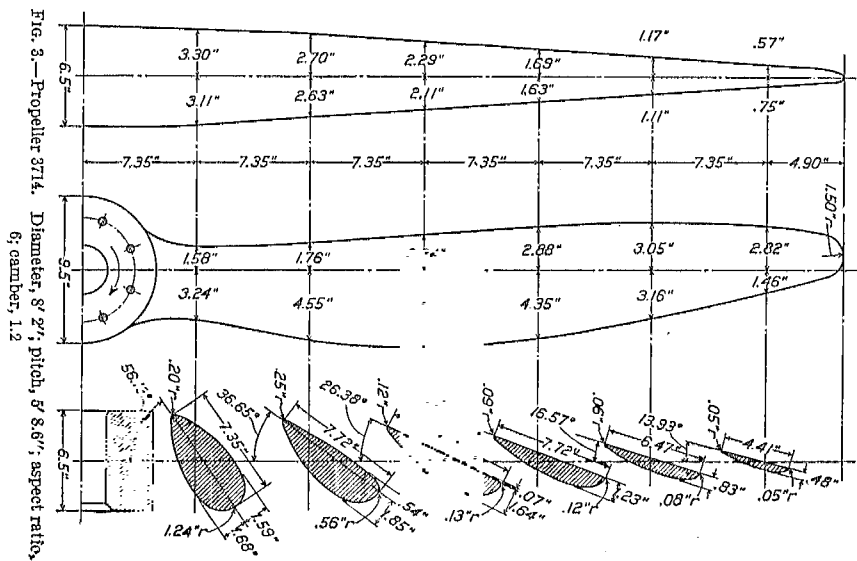 3.30" 2.70" 2.29" 1.69" 1.17" .57"
3.11" 2.63" 2.11" 1.63" 1.11" .75"
6.5"
7.35" 7.35" 7.35" 7.35" 7.35" 7.35" 4.90"
1.50"r
9.5"
1.58" 1.76" 2.88" 3.05" 2.82"
3.24" 4.55" 4.35" 3.16" 1.46"
.20"r 36.65° .25"r 26.38° .12" .09"r 16.57° .06"r 13.93° .05"r
7.35" 7.72" 7.72" 6.47" 4.41"
6.5"
1.24"r 1.68" 1.59" .56"r 1.85" .54" .13"r 1.64" .07" .12"r .23" .08"r .83" .05"r .48"
FIG. 3.—Propeller 3714. Diameter, 8' 2"; pitch, 5' 8.6"; aspect ratio,
6; camber, 1.2